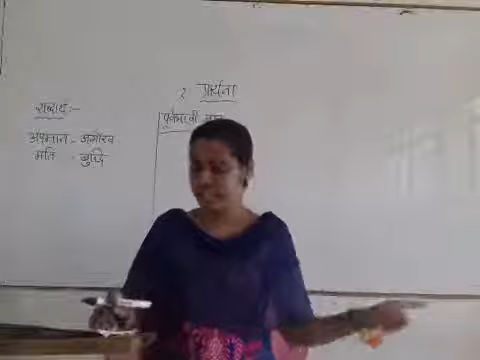 २ प्रार्थना
शब्दार्थ :-
अपमान - अगौरव
मति - बुद्धि